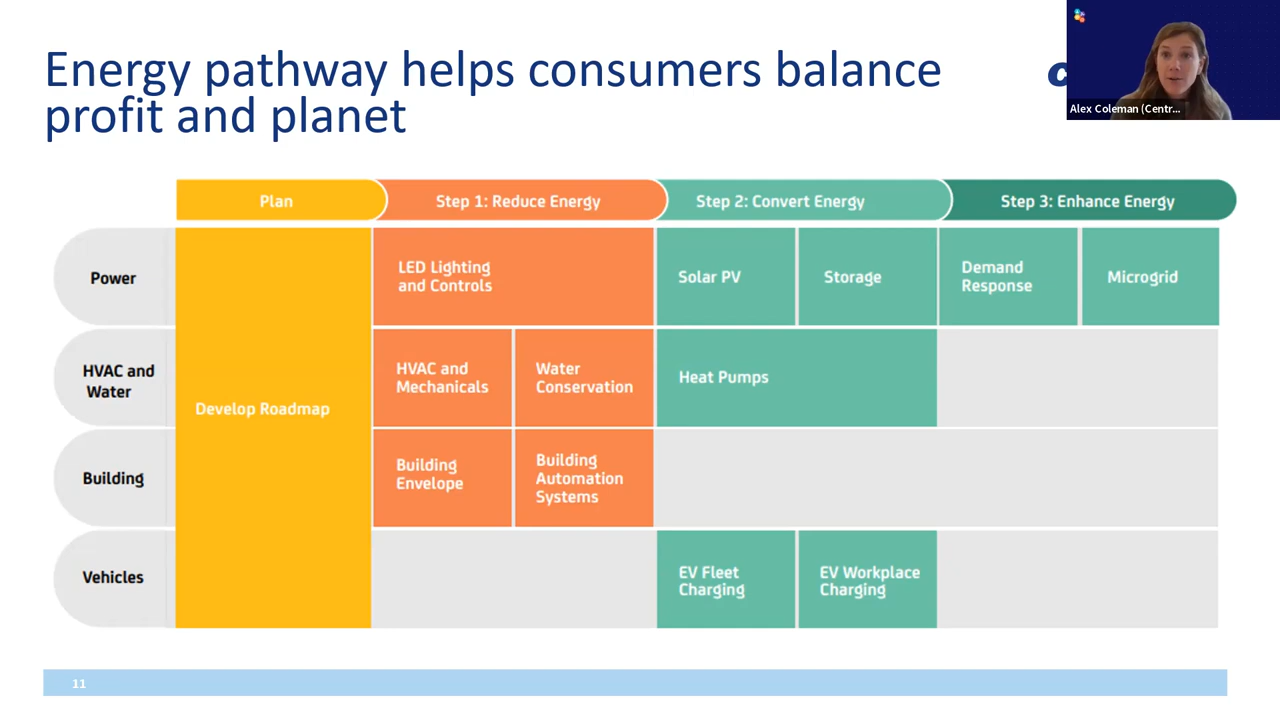 Energy pathway helps consumers balance
profit and planet
Alex Coleman (Centr...
Plan
Step 1: Reduce Energy
Step 2: Convert Energy
Step 3: Enhance Energy
Power
LED Lighting
and Controls
Solar PV
Storage
Demand
Response
Microgrid
HVAC and
Water
Develop Roadmap
HVAC and
Mechanicals
Water
Conservation
Heat Pumps
Building
Building
Envelope
Building
Automation
Systems
Vehicles
EV Fleet
Charging
EV Workplace
Charging
11